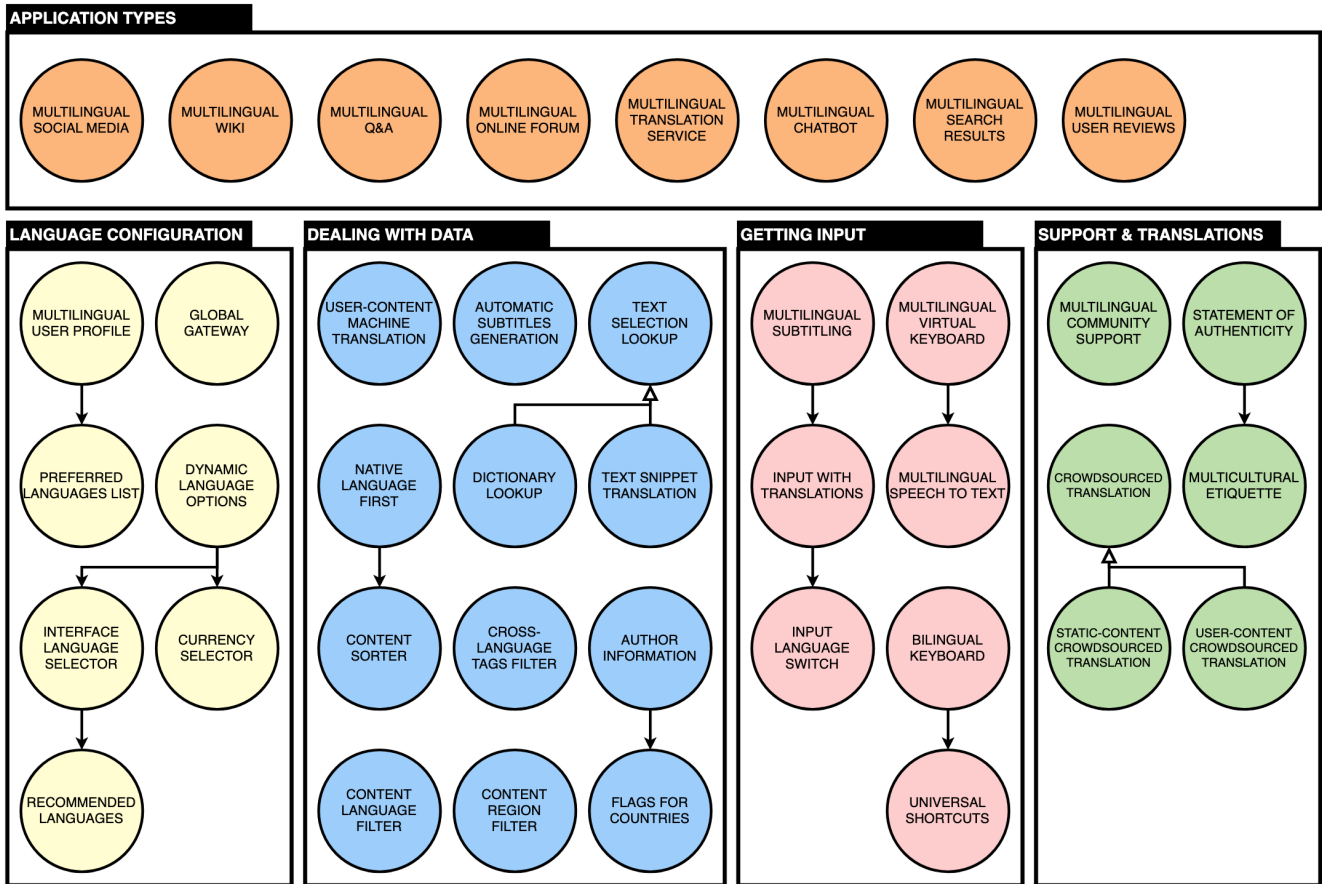 APPLICATION TYPES
MULTILINGUAL
SOCIAL MEDIA
MULTILINGUAL
WIKI
MULTILINGUAL
Q&A
MULTILINGUAL
ONLINE FORUM
MULTILINGUAL
TRANSLATION
SERVICE
MULTILINGUAL
CHATBOT
MULTILINGUAL
SEARCH
RESULTS
MULTILINGUAL
USER REVIEWS
LANGUAGE CONFIGURATION
MULTILINGUAL
USER PROFILE
GLOBAL
GATEWAY
PREFERRED
LANGUAGES LIST
DYNAMIC
LANGUAGE
OPTIONS
INTERFACE
LANGUAGE
SELECTOR
CURRENCY
SELECTOR
RECOMMENDED
LANGUAGES
DEALING WITH DATA
USER-CONTENT
MACHINE
TRANSLATION
AUTOMATIC
SUBTITLES
GENERATION
TEXT
SELECTION
LOOKUP
NATIVE
LANGUAGE
FIRST
DICTIONARY
LOOKUP
TEXT SNIPPET
TRANSLATION
CONTENT
SORTER
CROSS-
LANGUAGE
TAGS FILTER
AUTHOR
INFORMATION
CONTENT
LANGUAGE
FILTER
CONTENT
REGION
FILTER
FLAGS FOR
COUNTRIES
GETTING INPUT
MULTILINGUAL
SUBTITLING
MULTILINGUAL
VIRTUAL
KEYBOARD
INPUT WITH
TRANSLATIONS
MULTILINGUAL
SPEECH TO TEXT
INPUT
LANGUAGE
SWITCH
BILINGUAL
KEYBOARD
UNIVERSAL
SHORTCUTS
SUPPORT & TRANSLATIONS
MULTILINGUAL
COMMUNITY
SUPPORT
STATEMENT OF
AUTHENTICITY
CROWDSOURCED
TRANSLATION
MULTICULTURAL
ETIQUETTE
STATIC-CONTENT
CROWDSOURCED
TRANSLATION
USER-CONTENT
CROWDSOURCED
TRANSLATION